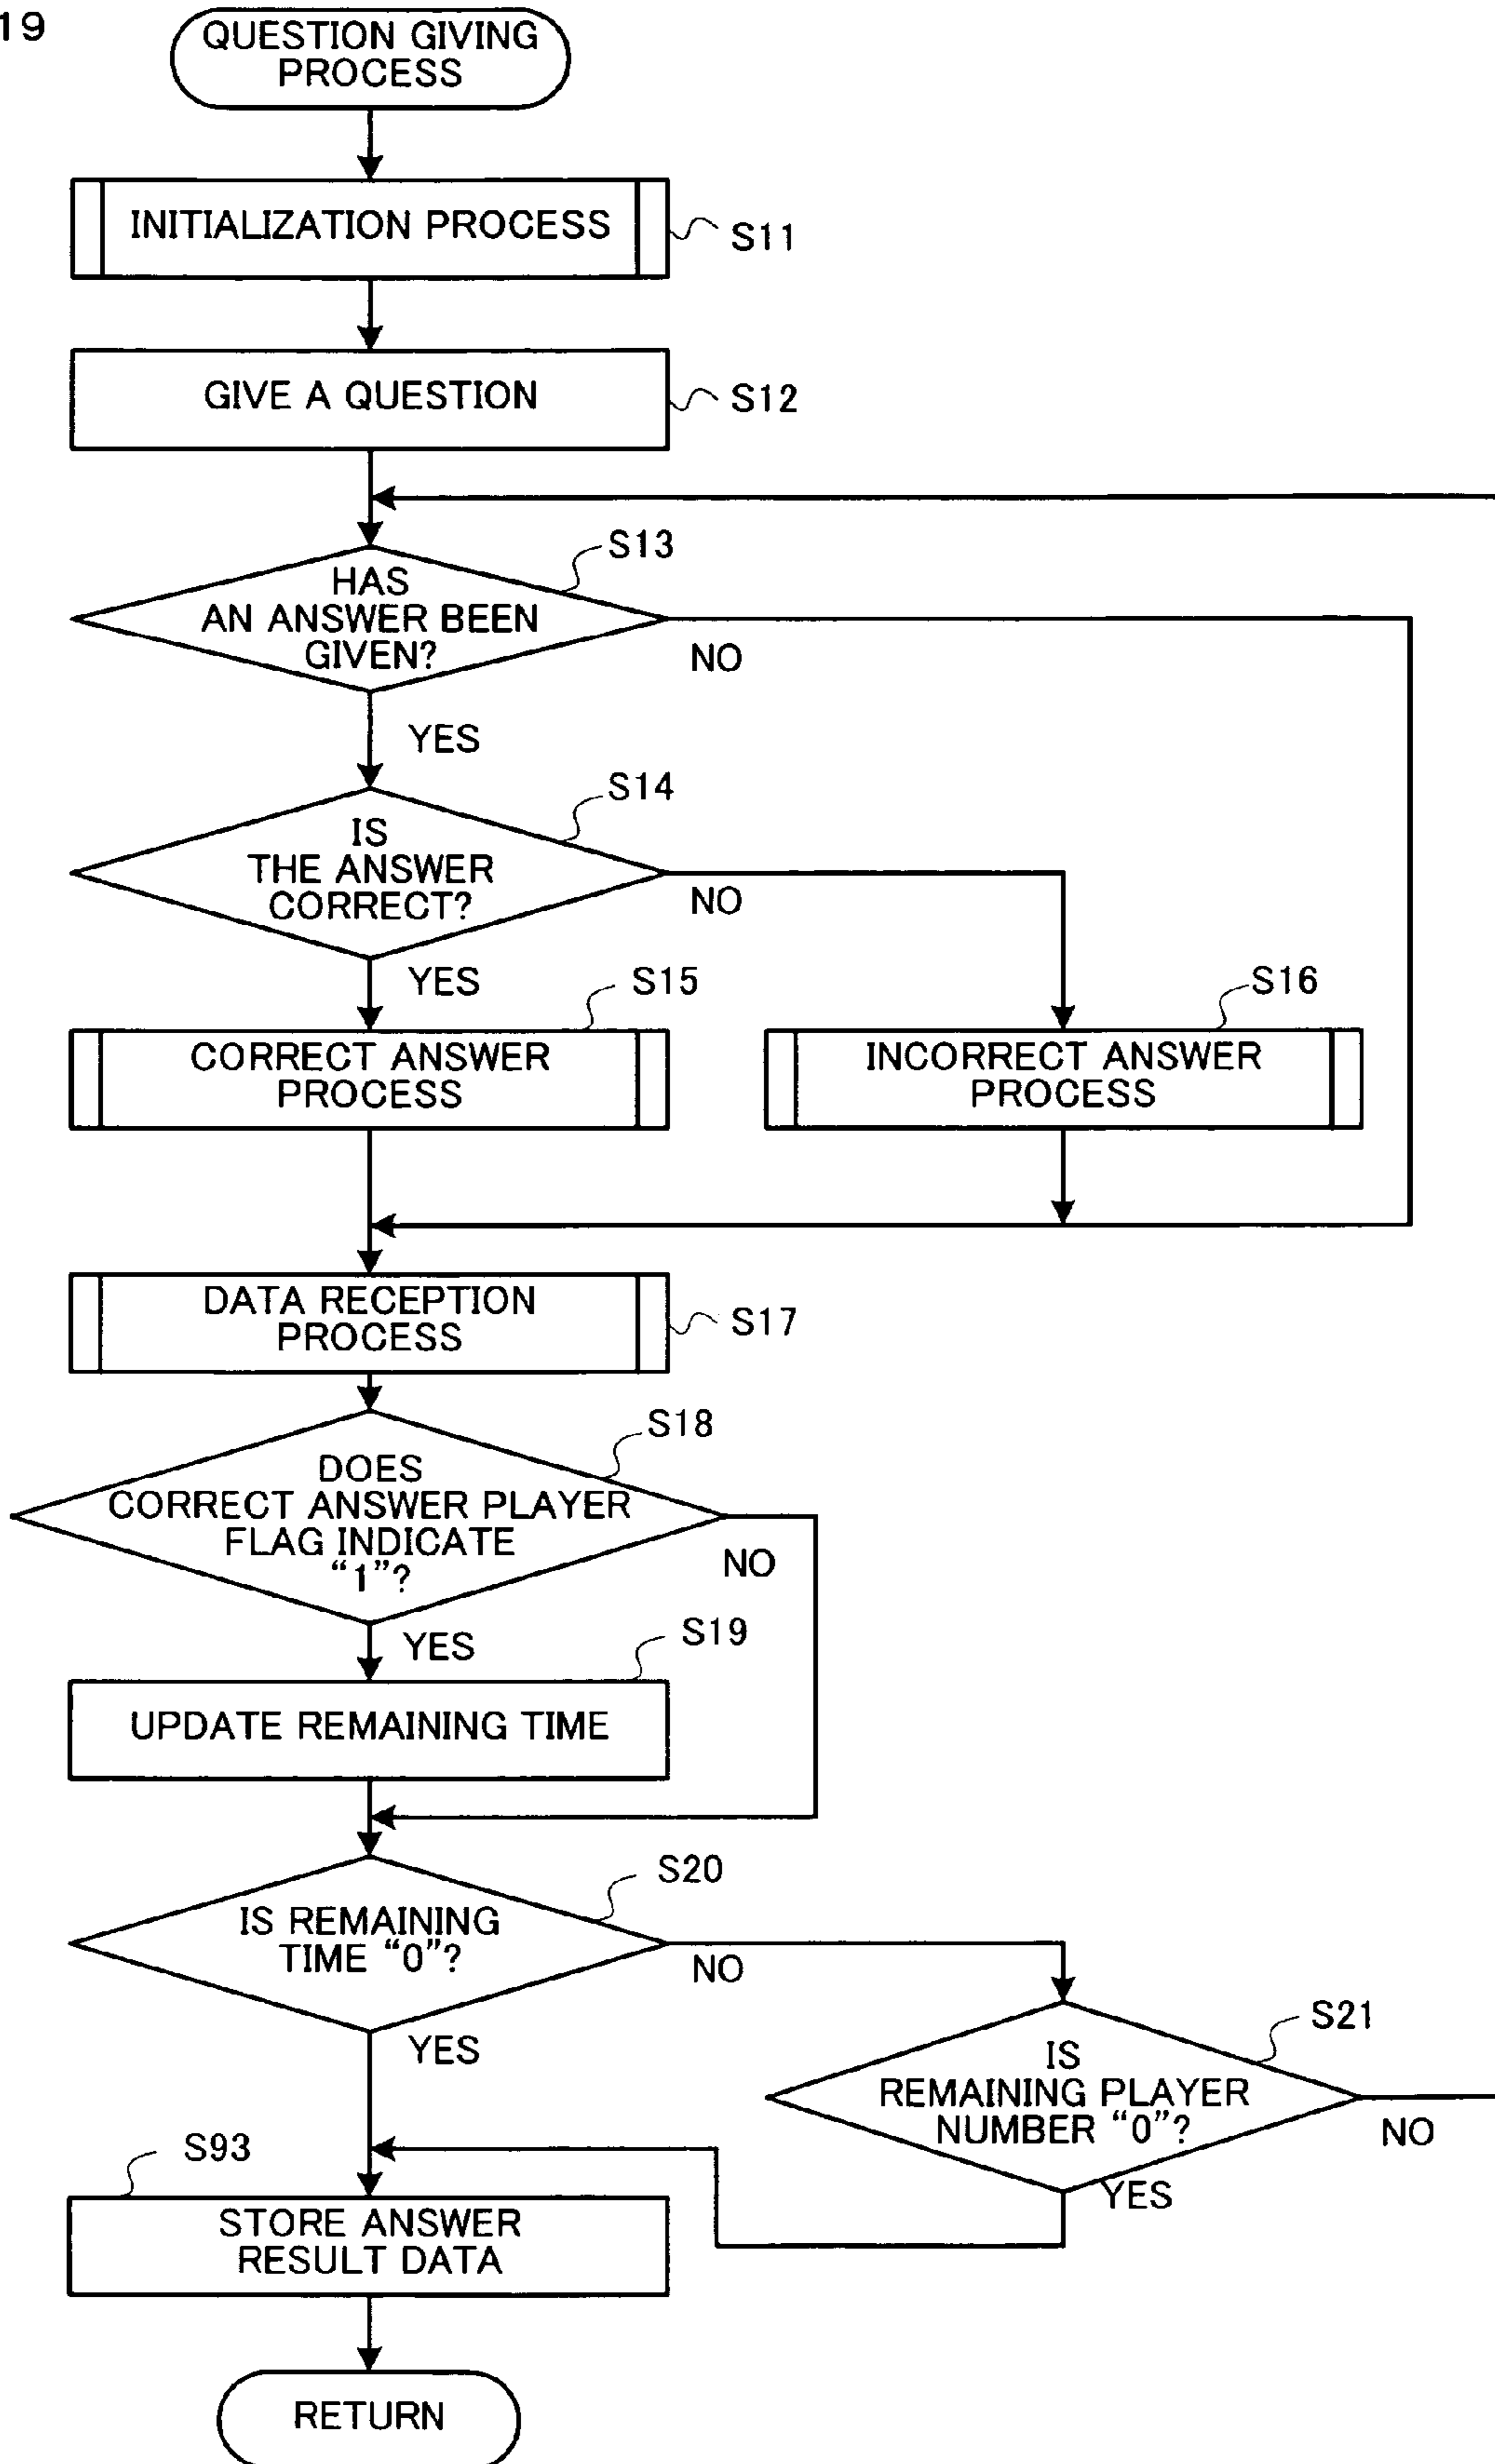 19
QUESTION GIVING
PROCESS
INITIALIZATION PROCESS
S11
GIVE A QUESTION
S12
S13
HAS
AN ANSWER BEEN
GIVEN?
NO
YES
S14
IS
THE ANSWER
CORRECT?
NO
YES
S15
S16
CORRECT ANSWER
PROCESS
INCORRECT ANSWER
PROCESS
DATA RECEPTION
PROCESS
S17
S18
DOES
CORRECT ANSWER PLAYER
FLAG INDICATE
“1”?
NO
YES
S19
UPDATE REMAINING TIME
S20
IS REMAINING
TIME “0”?
NO
YES
S21
IS
REMAINING PLAYER
NUMBER “0”?
NO
YES
S93
STORE ANSWER
RESULT DATA
RETURN